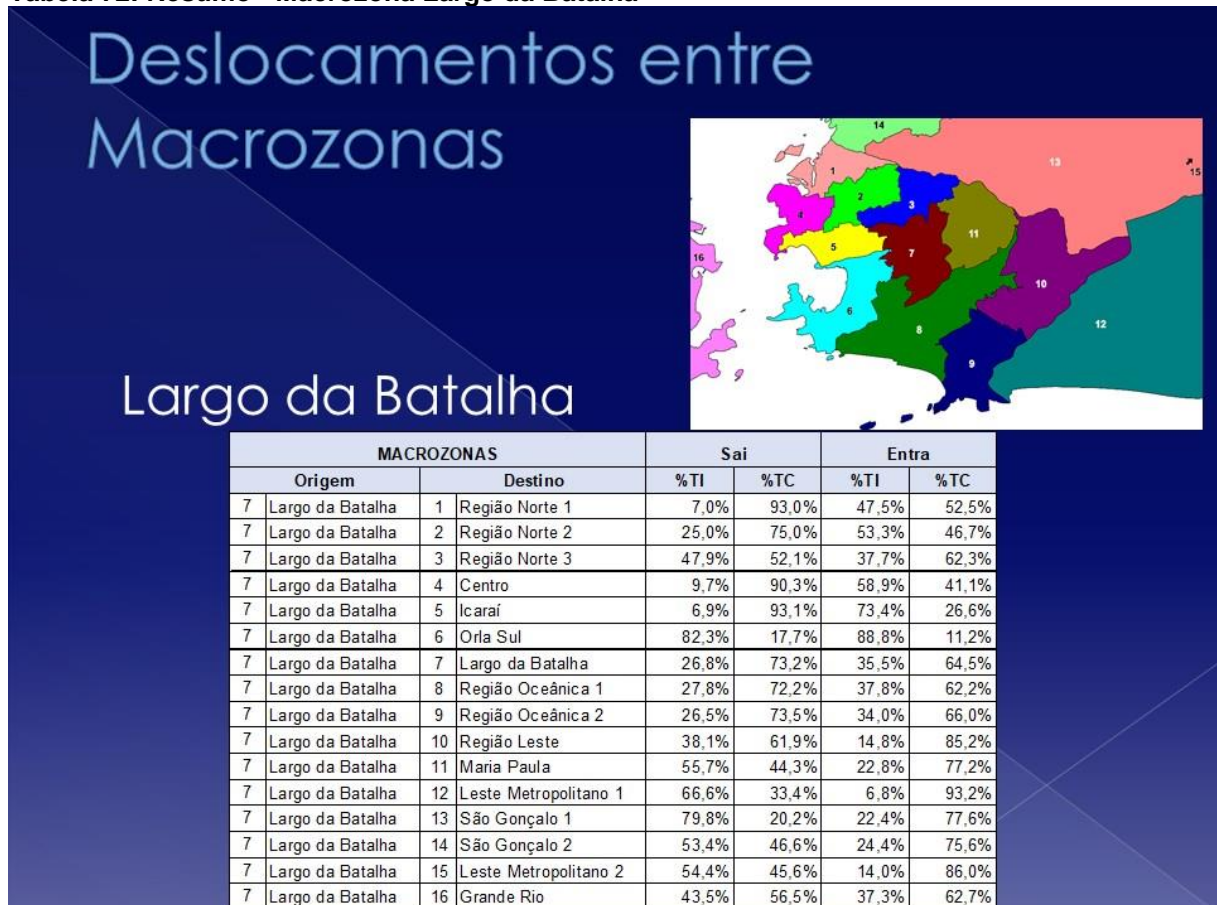 Tabela 72: Resumo - Macrozona Largo da Batalha
Deslocamentos entre
Macrozonas
14
13
15
1
2
3
4
11
5
7
16
10
6
8
12
9
Largo da Batalha
MACROZONAS Sai Entra
Origem Destino %TI %TC %TI %TC
7 Largo da Batalha 1 Região Norte 1 7,0% 93,0% 47,5% 52,5%
7 Largo da Batalha 2 Região Norte 2 25,0% 75,0% 53,3% 46,7%
7 Largo da Batalha 3 Região Norte 3 47,9% 52,1% 37,7% 62,3%
7 Largo da Batalha 4 Centro 9,7% 90,3% 58,9% 41,1%
7 Largo da Batalha 5 Icaraí 6,9% 93,1% 73,4% 26,6%
7 Largo da Batalha 6 Orla Sul 82,3% 17,7% 88,8% 11,2%
7 Largo da Batalha 7 Largo da Batalha 26,8% 73,2% 35,5% 64,5%
7 Largo da Batalha 8 Região Oceânica 1 27,8% 72,2% 37,8% 62,2%
7 Largo da Batalha 9 Região Oceânica 2 26,5% 73,5% 34,0% 66,0%
7 Largo da Batalha 10 Região Leste 38,1% 61,9% 14,8% 85,2%
7 Largo da Batalha 11 Maria Paula 55,7% 44,3% 22,8% 77,2%
7 Largo da Batalha 12 Leste Metropolitano 1 66,6% 33,4% 6,8% 93,2%
7 Largo da Batalha 13 São Gonçalo 1 79,8% 20,2% 22,4% 77,6%
7 Largo da Batalha 14 São Gonçalo 2 53,4% 46,6% 24,4% 75,6%
7 Largo da Batalha 15 Leste Metropolitano 2 54,4% 45,6% 14,0% 86,0%
7 Largo da Batalha 16 Grande Rio 43,5% 56,5% 37,3% 62,7%